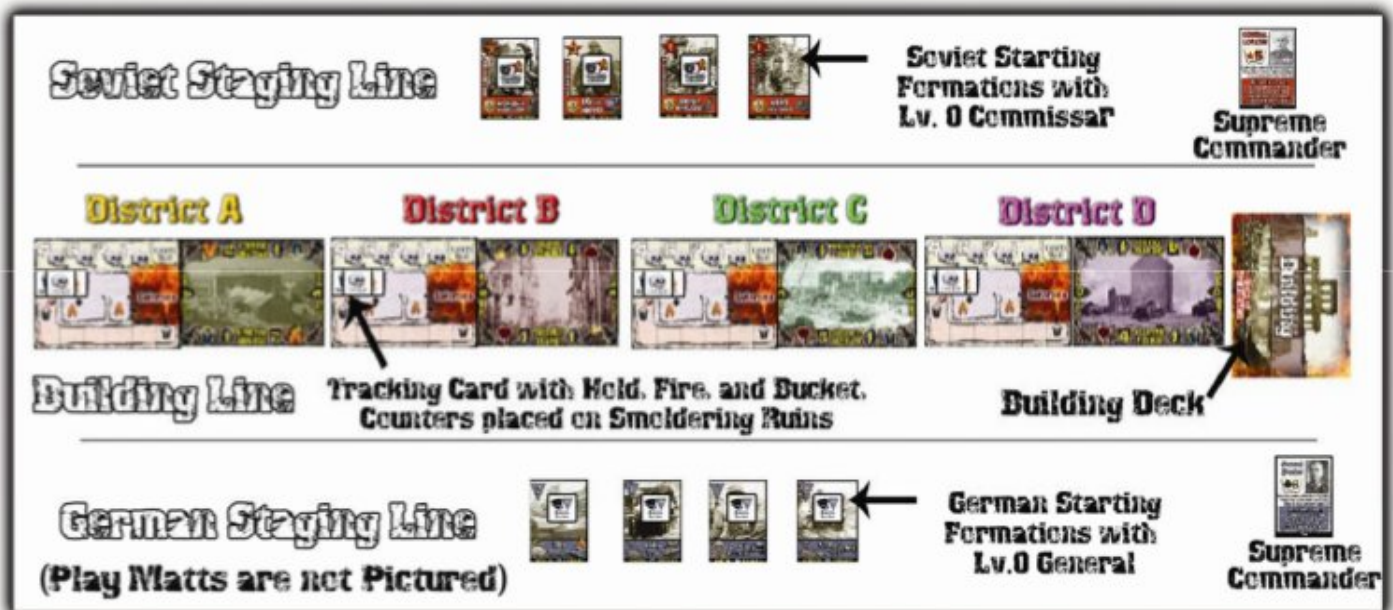 Soviet Staging Line
Soviet Starting
Formations with
Lv. 0 Commissar
Supreme
Commander
District A
District B
District C
District D
Building Line
Tracking Card with Hold, Fire, and Bucket.
Counters placed on Smoldering Ruins
Building Deck
German Staging Line
(Play Matts are not Pictured)
German Starting
Formations with
Lv.0 General
Supreme
Commander